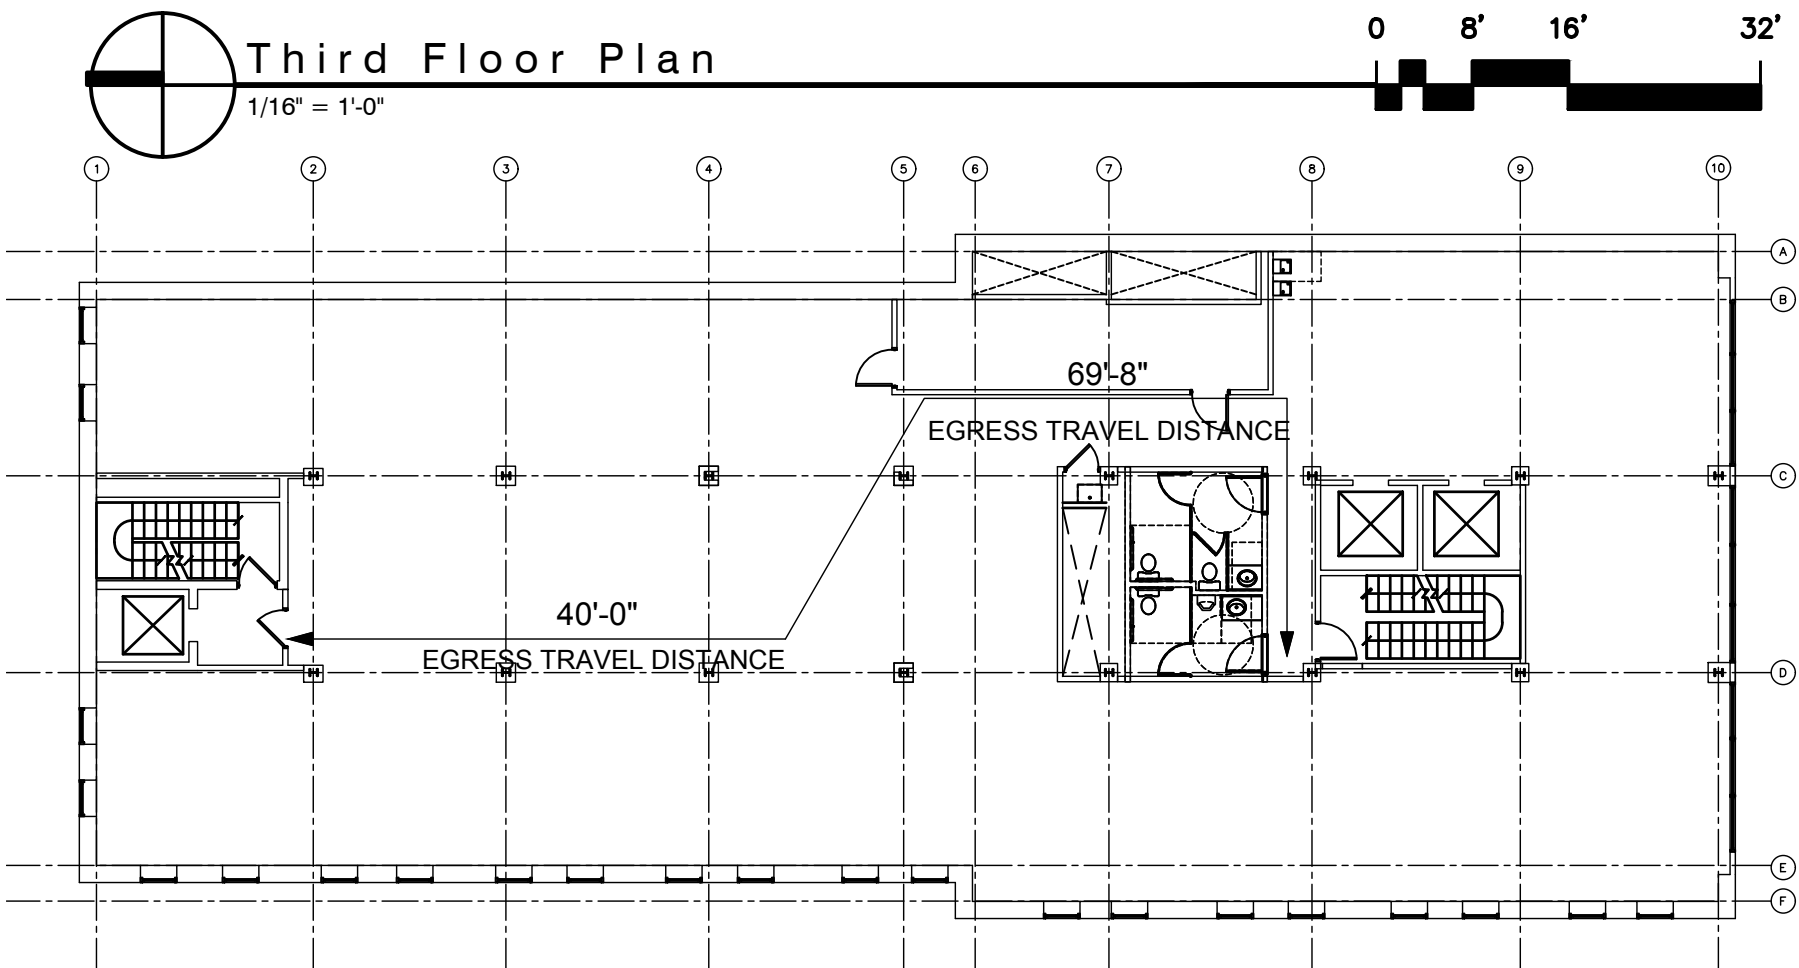 Third Floor Plan
1/16" = 1'-0"
0 8' 16' 32'
1 2 3 4 5 6 7 8 9 10
A
B
69'-8"
EGRESS TRAVEL DISTANCE
C
40'-0"
EGRESS TRAVEL DISTANCE
D
E
F